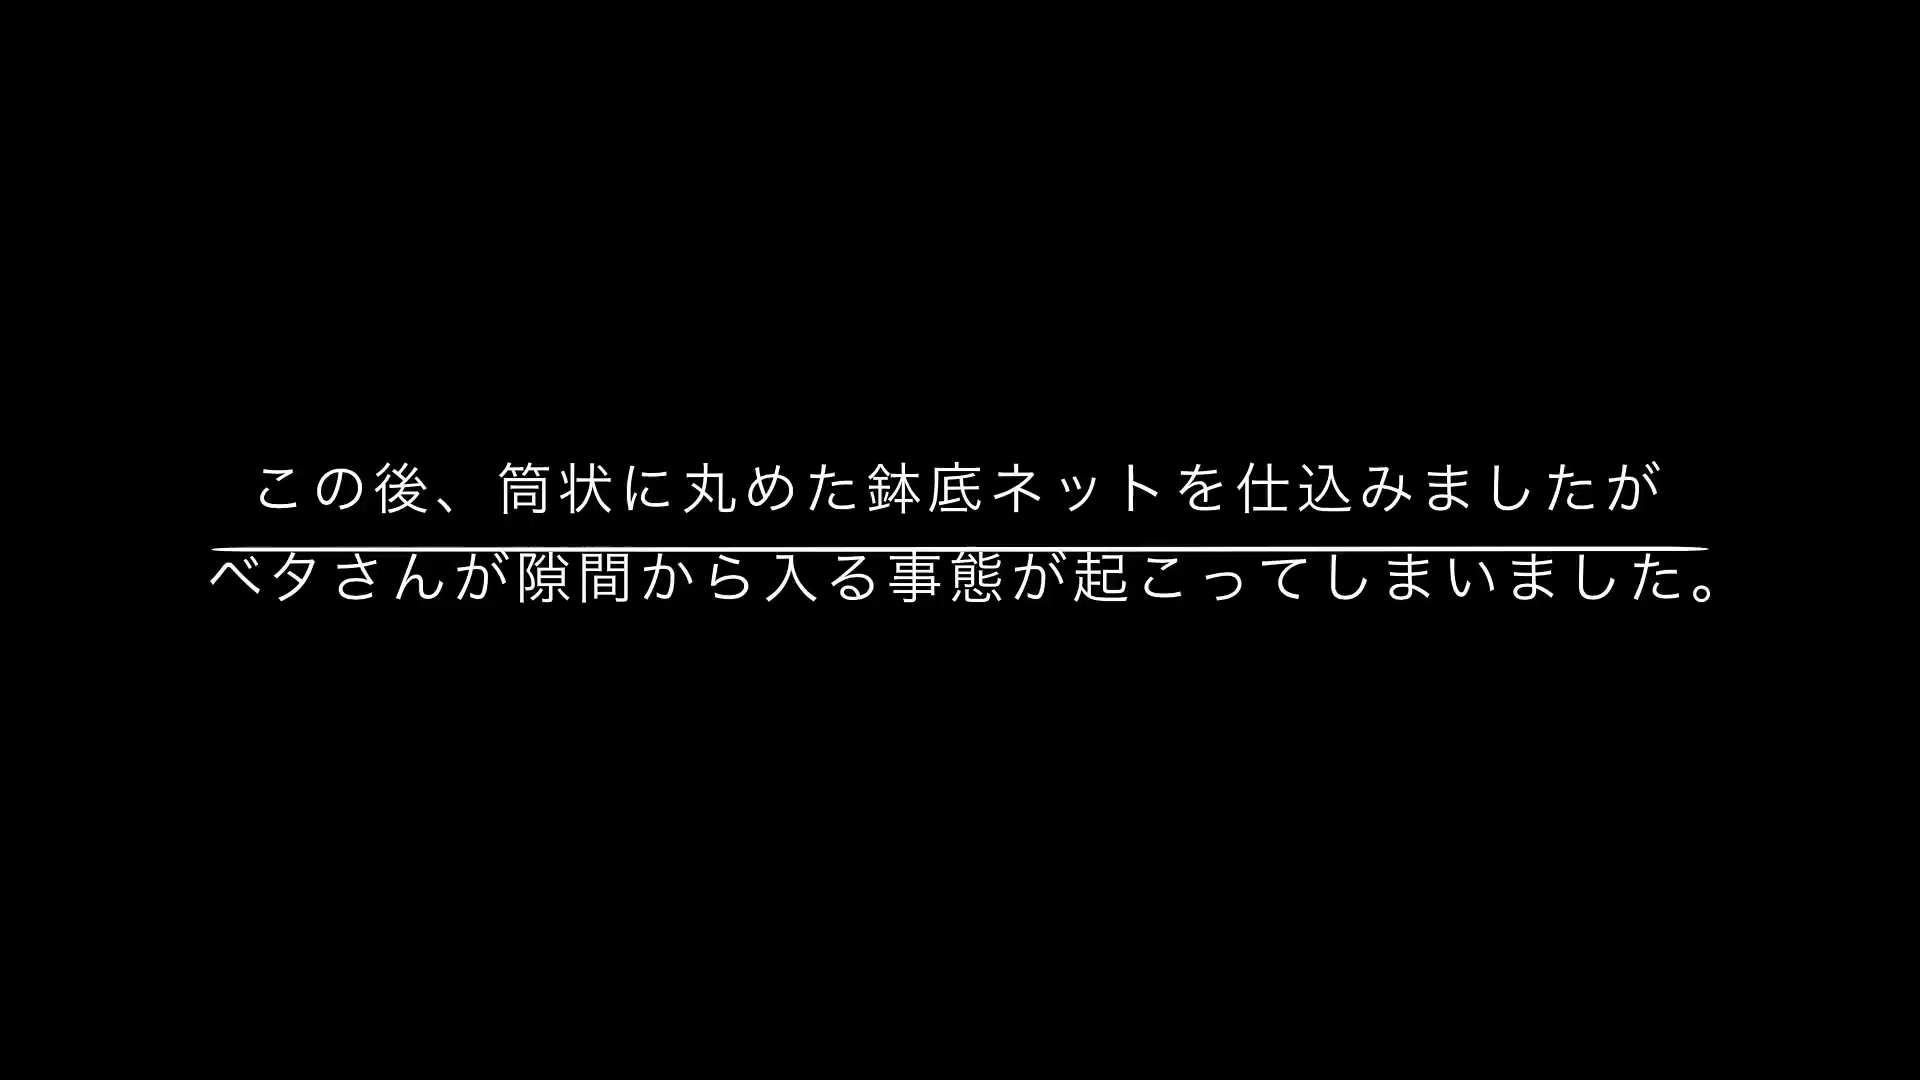 この後、筒状に丸めた鉢底ネットを仕込みましたが
ベタさんが隙間から入る事態が起こってしまいました。